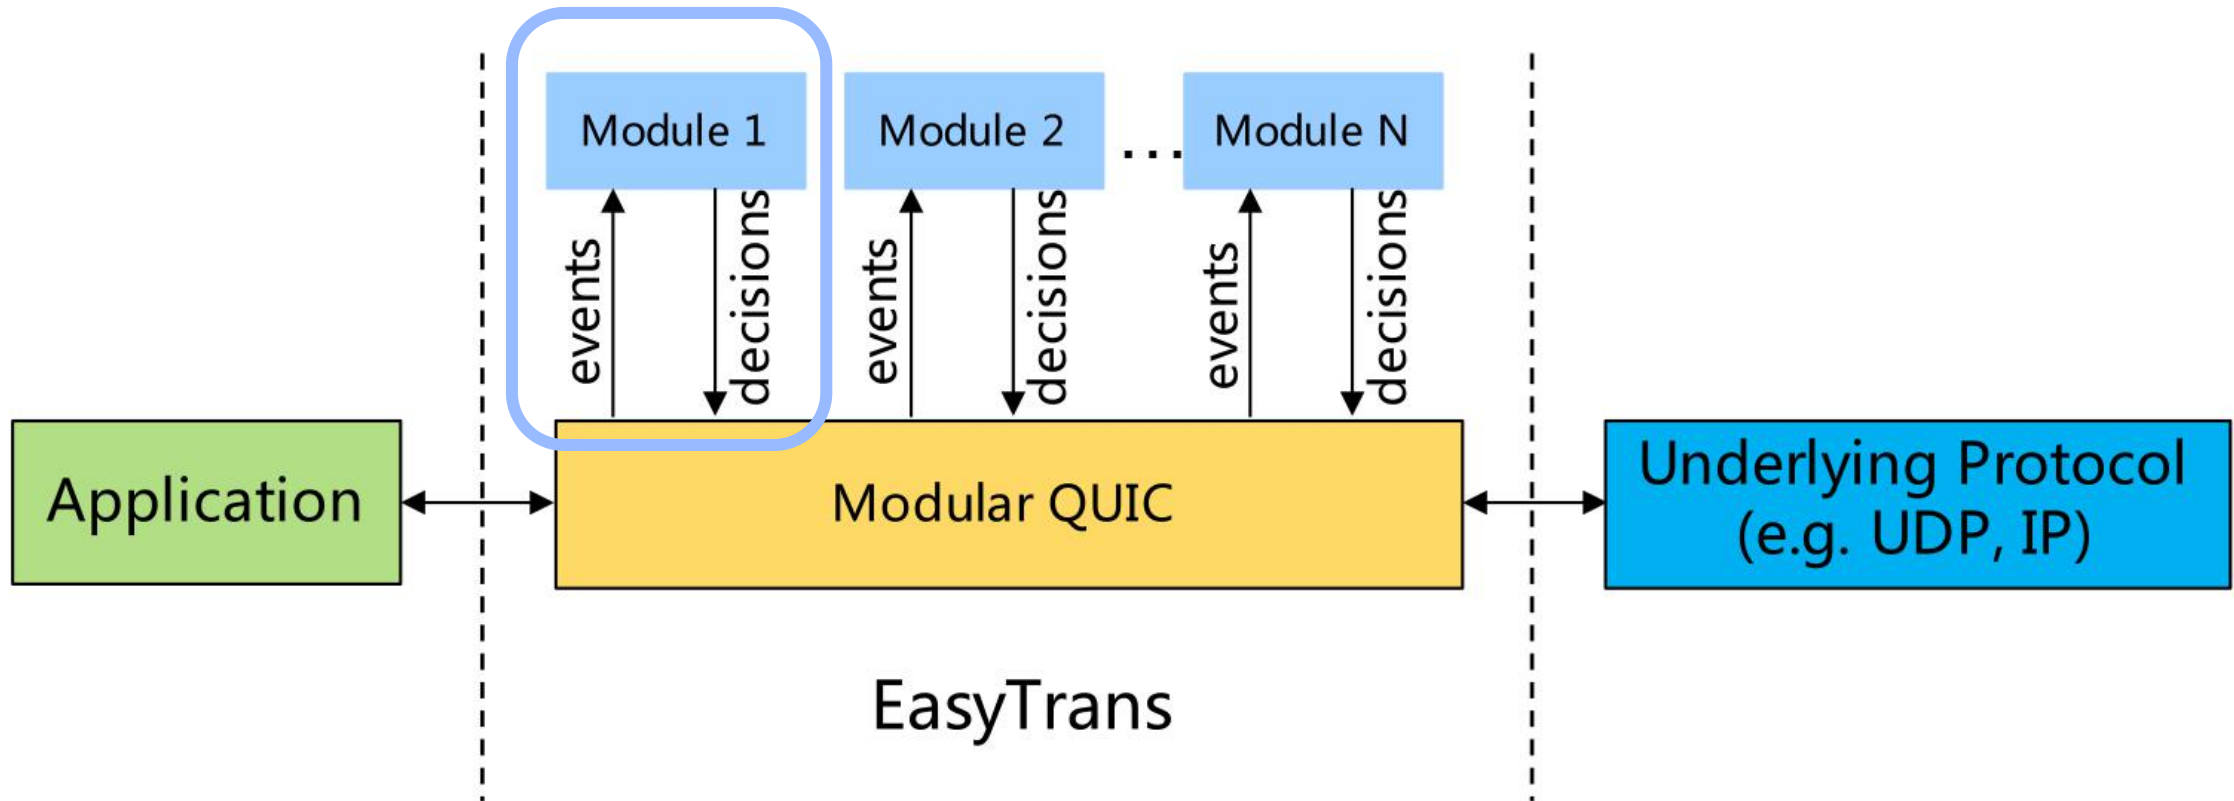 Module 1
Module 2
...
Module N
events
decisions
events
decisions
events
decisions
Application
Modular QUIC
Underlying Protocol
(e.g. UDP, IP)
EasyTrans